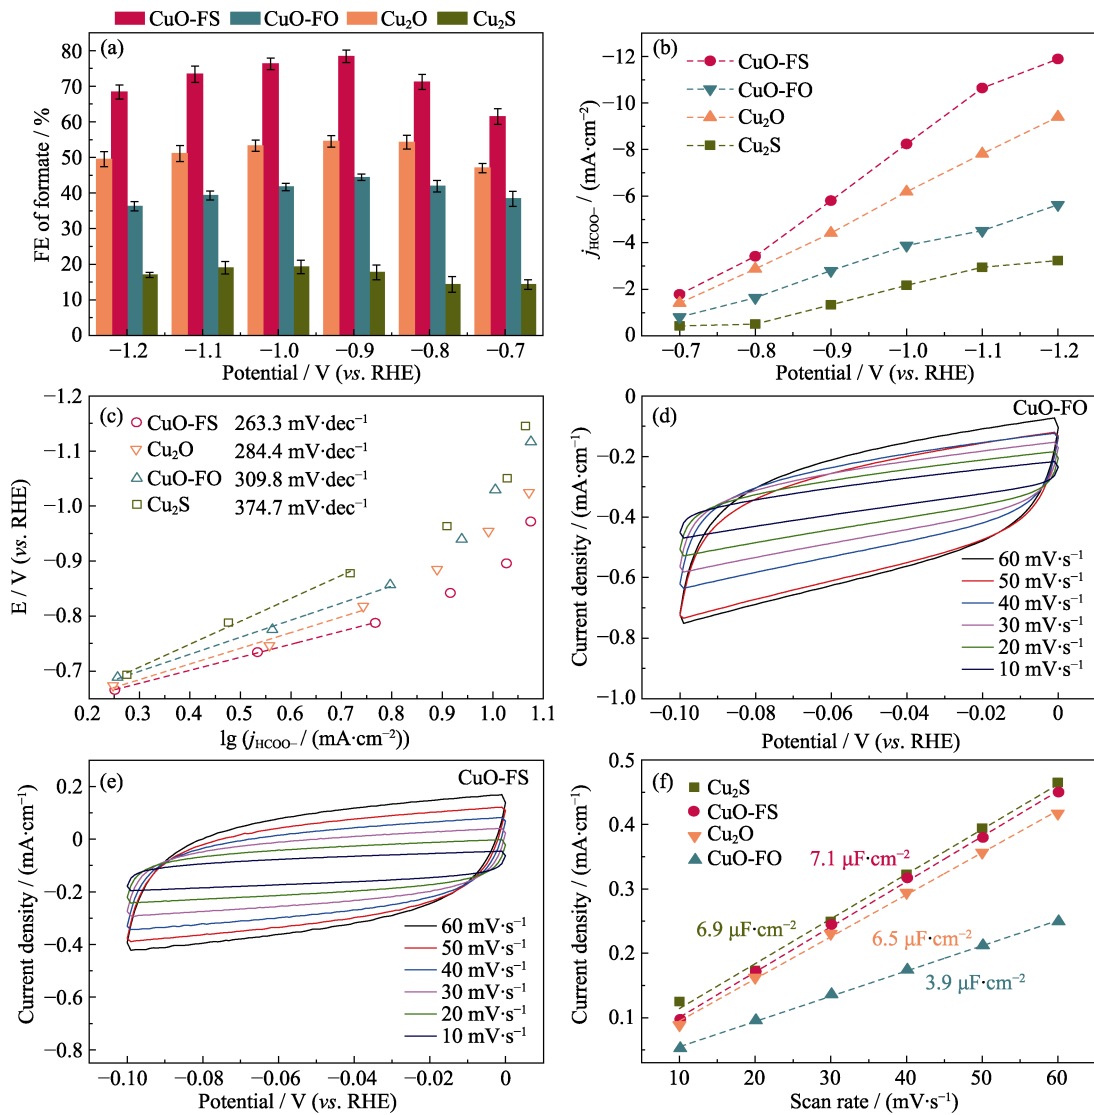 CuO-FS CuO-FO Cu₂O Cu₂S
(a)
80
70
60
50
40
30
20
10
0
FE of formate / %
−1.2 −1.1 −1.0 −0.9 −0.8 −0.7
Potential / V (vs. RHE)
(b)
CuO-FS
CuO-FO
Cu₂O
Cu₂S
−12
−10
−8
−6
−4
−2
0
j_HCOO− / (mA·cm⁻²)
−0.7 −0.8 −0.9 −1.0 −1.1 −1.2
Potential / V (vs. RHE)
(c)
CuO-FS 263.3 mV·dec⁻¹
Cu₂O 284.4 mV·dec⁻¹
CuO-FO 309.8 mV·dec⁻¹
Cu₂S 374.7 mV·dec⁻¹
−1.2
−1.1
−1.0
−0.9
−0.8
−0.7
E / V (vs. RHE)
0.2 0.3 0.4 0.5 0.6 0.7 0.8 0.9 1.0 1.1
lg (j_HCOO− / (mA·cm⁻²))
(d)
CuO-FO
0
−0.2
−0.4
−0.6
−0.8
−1.0
Current density / (mA·cm⁻¹)
60 mV·s⁻¹
50 mV·s⁻¹
40 mV·s⁻¹
30 mV·s⁻¹
20 mV·s⁻¹
10 mV·s⁻¹
−0.10 −0.08 −0.06 −0.04 −0.02 0
Potential / V (vs. RHE)
(e)
CuO-FS
0.2
0
−0.2
−0.4
−0.6
−0.8
Current density / (mA·cm⁻¹)
60 mV·s⁻¹
50 mV·s⁻¹
40 mV·s⁻¹
30 mV·s⁻¹
20 mV·s⁻¹
10 mV·s⁻¹
−0.10 −0.08 −0.06 −0.04 −0.02 0
Potential / V (vs. RHE)
(f)
Cu₂S
CuO-FS
Cu₂O
CuO-FO
0.5
0.4
0.3
0.2
0.1
Current density / (mA·cm⁻¹)
7.1 μF·cm⁻²
6.9 μF·cm⁻²
6.5 μF·cm⁻²
3.9 μF·cm⁻²
10 20 30 40 50 60
Scan rate / (mV·s⁻¹)